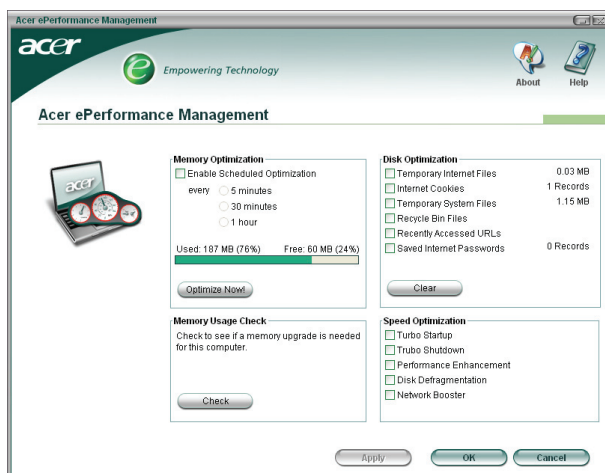 Acer ePerformance Management
acer
e
Empowering Technology
About
Help
Acer ePerformance Management
acer
Memory Optimization
Enable Scheduled Optimization
every
5 minutes
30 minutes
1 hour
Used: 187 MB (76%) Free: 60 MB (24%)
Optimize Now!
Disk Optimization
Temporary Internet Files 0.03 MB
Internet Cookies 1 Records
Temporary System Files 1.15 MB
Recycle Bin Files
Recently Accessed URLs
Saved Internet Passwords 0 Records
Clear
Memory Usage Check
Check to see if a memory upgrade is needed
for this computer.
Check
Speed Optimization
Turbo Startup
Trubo Shutdown
Performance Enhancement
Disk Defragmentation
Network Booster
Apply
OK
Cancel